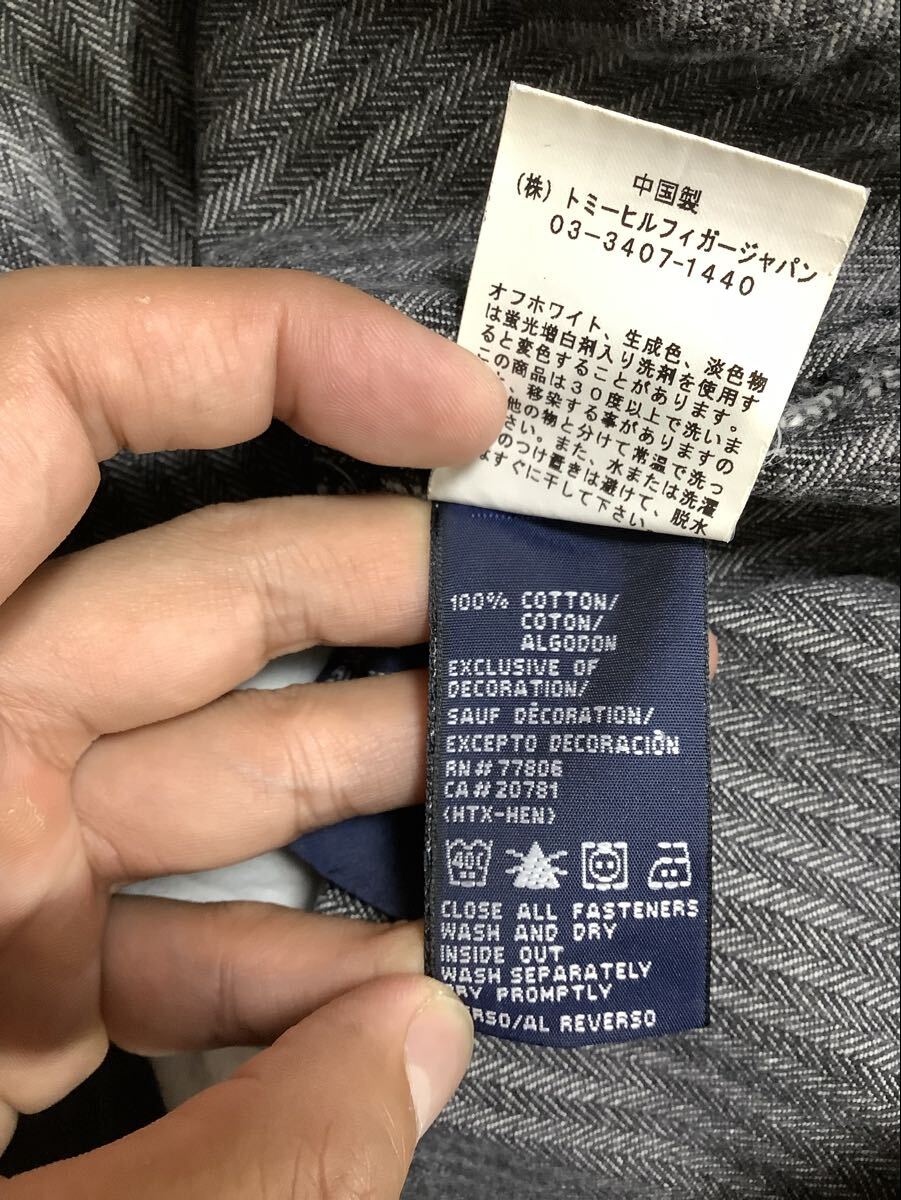 中国製
(株)トミーヒルフィガージャパン
03-3407-1440
オフホワイト、生成色、淡色物
は蛍光増白剤入り洗剤を使用す
ると変色することがあります。
この商品は30度以上で洗いま
、移染する事がありますの
他の物と分けて常温で洗っ
さい。また、水または洗濯
のつけ置きは避けて、脱水
はすぐに干して下さい。
100% COTTON/
COTON/
ALGODON
EXCLUSIVE OF
DECORATION/
SAUF DÉCORATION/
EXCEPTO DECORACIÓN
RN# 77806
CA# 20781
(HTX-HEN)
40°
CLOSE ALL FASTENERS
WASH AND DRY
INSIDE OUT
WASH SEPARATELY
DRY PROMPTLY
/AL REVERSO